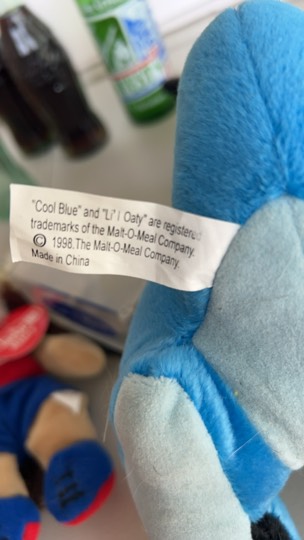 "Cool Blue" and "Li' l Oaty" are registered
trademarks of the Malt-O-Meal Company.
© 1998. The Malt-O-Meal Company.
Made in China